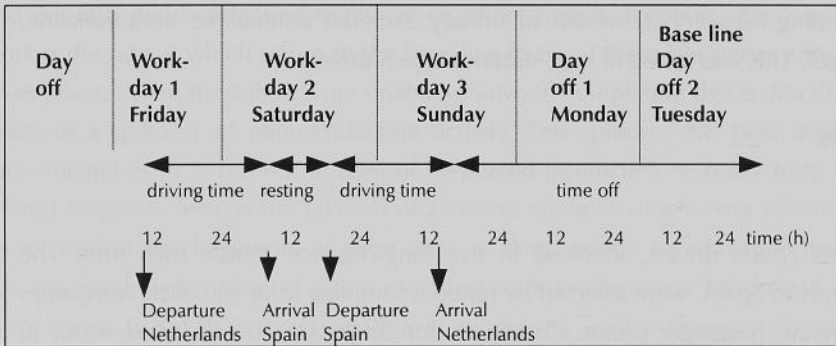 Base line
Day Work- Work- Work- Day Day
off day 1 day 2 day 3 off 1 off 2
Friday Saturday Sunday Monday Tuesday
driving time resting driving time time off
12 24 12 24 12 24 12 24 12 24 time (h)
Departure Arrival Departure Arrival
Netherlands Spain Spain Netherlands